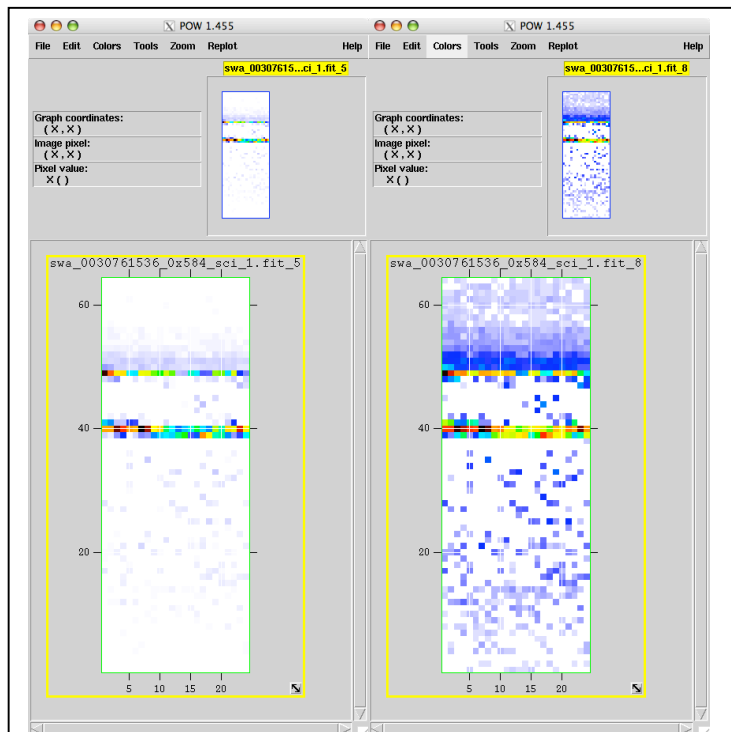 POW 1.455
File Edit Colors Tools Zoom Replot Help
swa_00307615...ci_1.fit_5
Graph coordinates:
(X,X)
Image pixel:
(X,X)
Pixel value:
X()
swa_0030761536_0x584_sci_1.fit_5
60
40
20
5 10 15 20
POW 1.455
File Edit Colors Tools Zoom Replot Help
swa_00307615...ci_1.fit_8
Graph coordinates:
(X,X)
Image pixel:
(X,X)
Pixel value:
X()
swa_0030761536_0x584_sci_1.fit_8
60
40
20
5 10 15 20